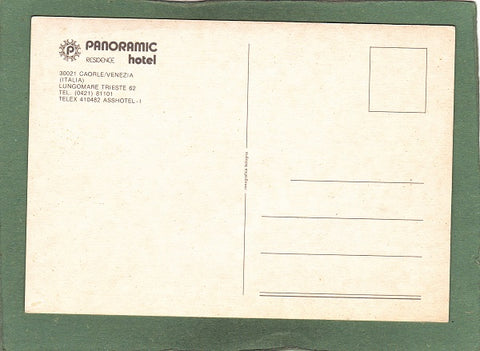 P
PANORAMIC
RESIDENCE hotel
30021 CAORLE/VENEZIA
(ITALIA)
LUNGOMARE TRIESTE 62
TEL. (0421) 81101
TELEX 410482 ASSHOTEL-I